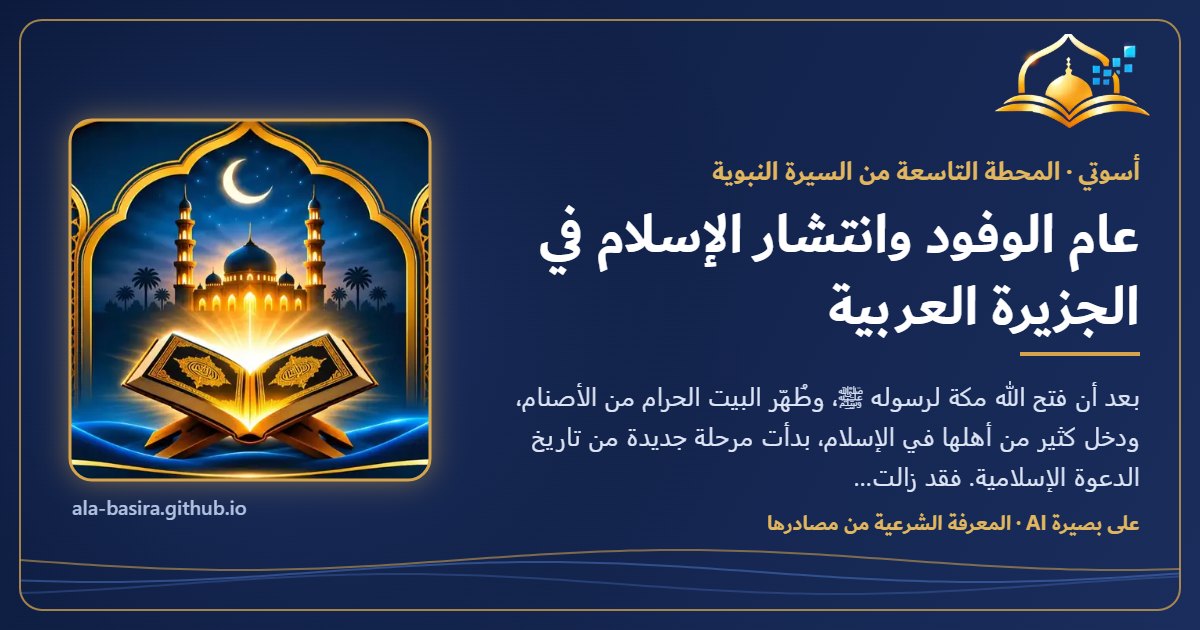 أسوتي · المحطة التاسعة من السيرة النبوية
عام الوفود وانتشار الإسلام في
الجزيرة العربية
بعد أن فتح الله مكة لرسوله ﷺ، وطُهّر البيت الحرام من الأصنام،
ودخل كثير من أهلها في الإسلام، بدأت مرحلة جديدة من تاريخ
الدعوة الإسلامية. فقد زالت...
على بصيرة AI · المعرفة الشرعية من مصادرها
ala-basira.github.io